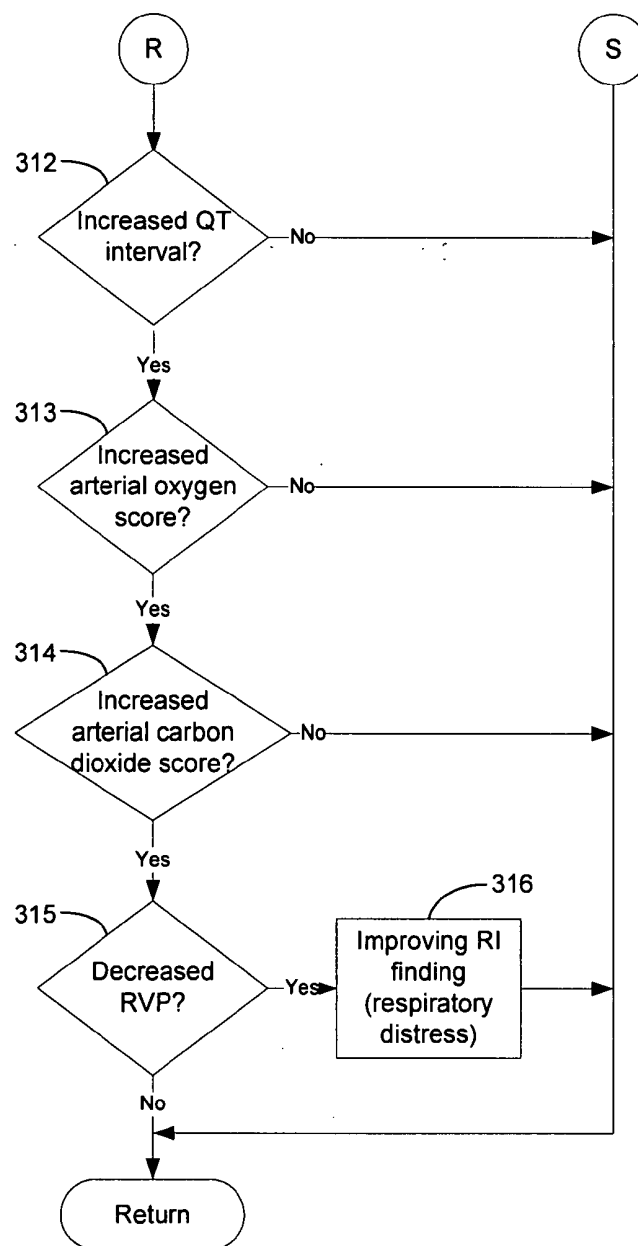 R
S
312
Increased QT
interval?
No
Yes
313
Increased
arterial oxygen
score?
No
Yes
314
Increased
arterial carbon
dioxide score?
No
Yes
315
Decreased
RVP?
Yes
316
Improving RI
finding
(respiratory
distress)
No
Return